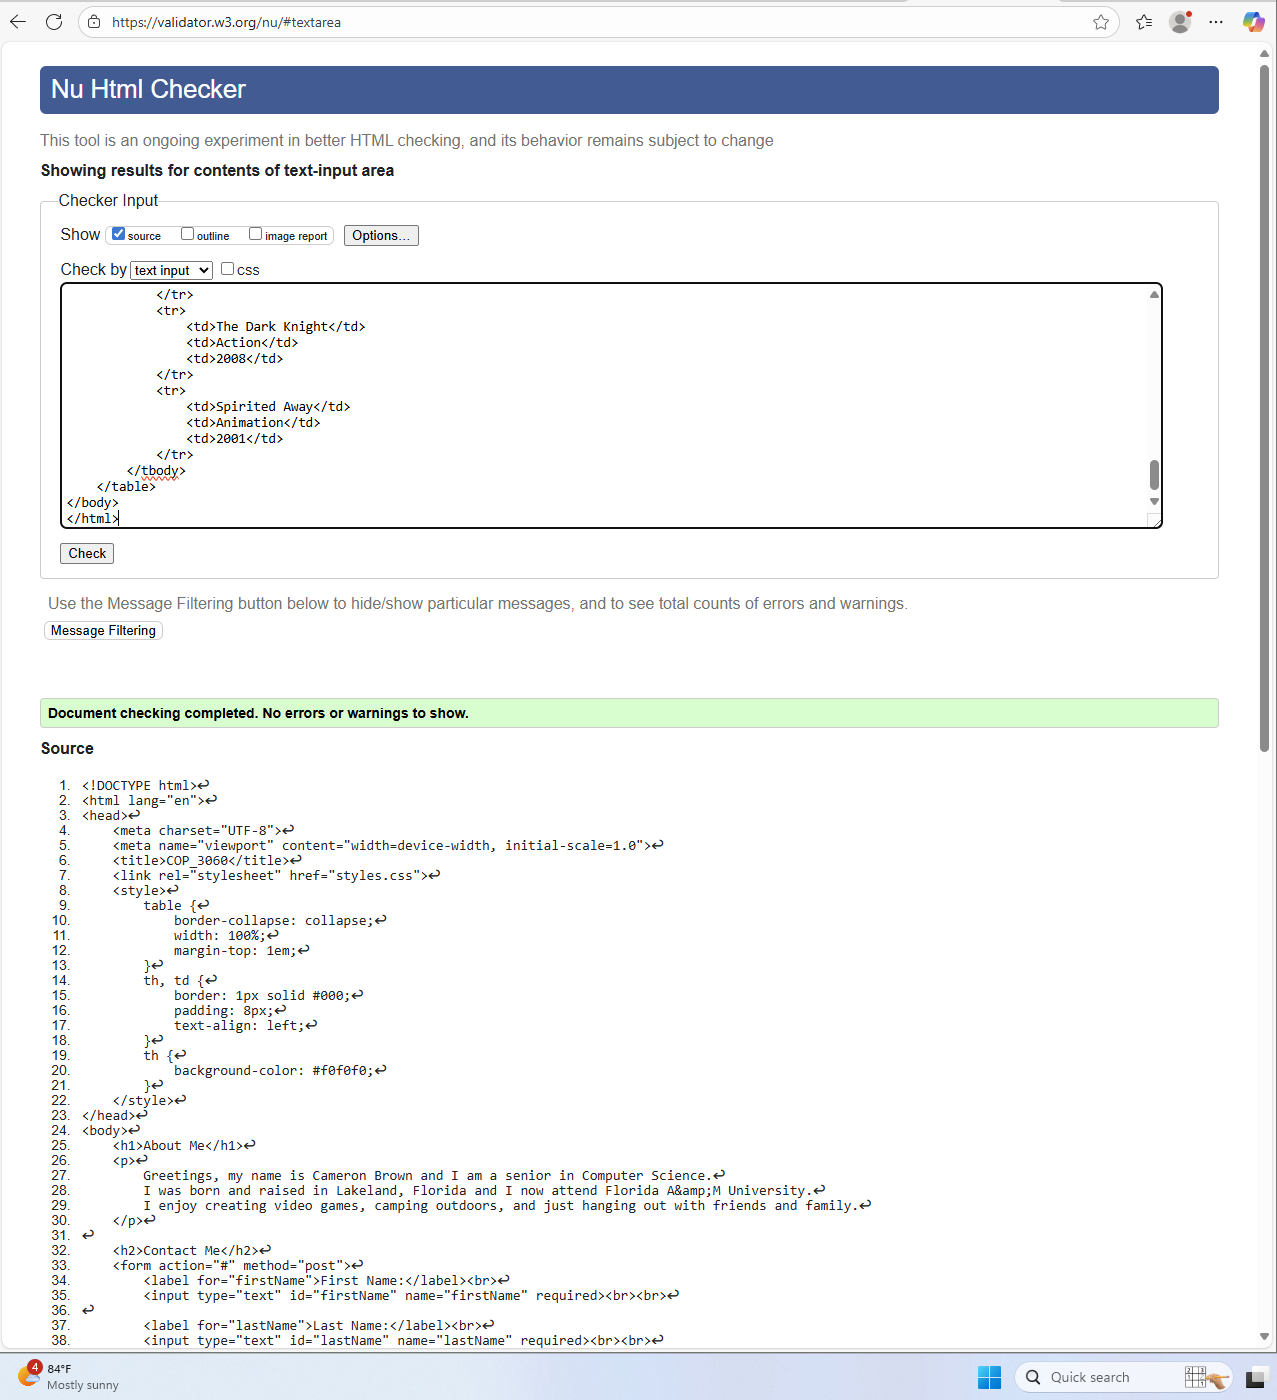 https://validator.w3.org/nu/#textarea
Nu Html Checker
This tool is an ongoing experiment in better HTML checking, and its behavior remains subject to change
Showing results for contents of text-input area
Checker Input
Show source outline image report Options...
Check by text input css
</tr>
<tr>
<td>The Dark Knight</td>
<td>Action</td>
<td>2008</td>
</tr>
<tr>
<td>Spirited Away</td>
<td>Animation</td>
<td>2001</td>
</tr>
</tbody>
</table>
</body>
</html>
Check
Use the Message Filtering button below to hide/show particular messages, and to see total counts of errors and warnings.
Message Filtering
Document checking completed. No errors or warnings to show.
Source
1. <!DOCTYPE html>↩
2. <html lang="en">↩
3. <head>↩
4. <meta charset="UTF-8">↩
5. <meta name="viewport" content="width=device-width, initial-scale=1.0">↩
6. <title>COP_3060</title>↩
7. <link rel="stylesheet" href="styles.css">↩
8. <style>↩
9. table {↩
10. border-collapse: collapse;↩
11. width: 100%;↩
12. margin-top: 1em;↩
13. }↩
14. th, td {↩
15. border: 1px solid #000;↩
16. padding: 8px;↩
17. text-align: left;↩
18. }↩
19. th {↩
20. background-color: #f0f0f0;↩
21. }↩
22. </style>↩
23. </head>↩
24. <body>↩
25. <h1>About Me</h1>↩
26. <p>↩
27. Greetings, my name is Cameron Brown and I am a senior in Computer Science.↩
28. I was born and raised in Lakeland, Florida and I now attend Florida A&amp;M University.↩
29. I enjoy creating video games, camping outdoors, and just hanging out with friends and family.↩
30. </p>↩
31. ↩
32. <h2>Contact Me</h2>↩
33. <form action="#" method="post">↩
34. <label for="firstName">First Name:</label><br>↩
35. <input type="text" id="firstName" name="firstName" required><br><br>↩
36. ↩
37. <label for="lastName">Last Name:</label><br>↩
38. <input type="text" id="lastName" name="lastName" required><br><br>↩
4
84°F
Mostly sunny
Quick search